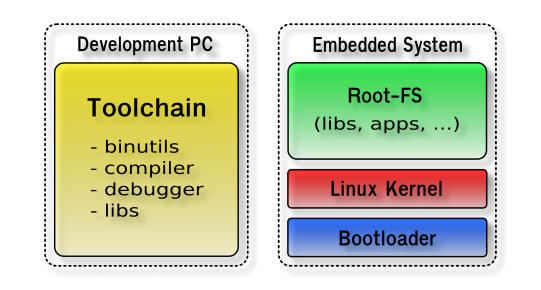 Development PC
Toolchain
- binutils
- compiler
- debugger
- libs
Embedded System
Root-FS
(libs, apps, ...)
Linux Kernel
Bootloader